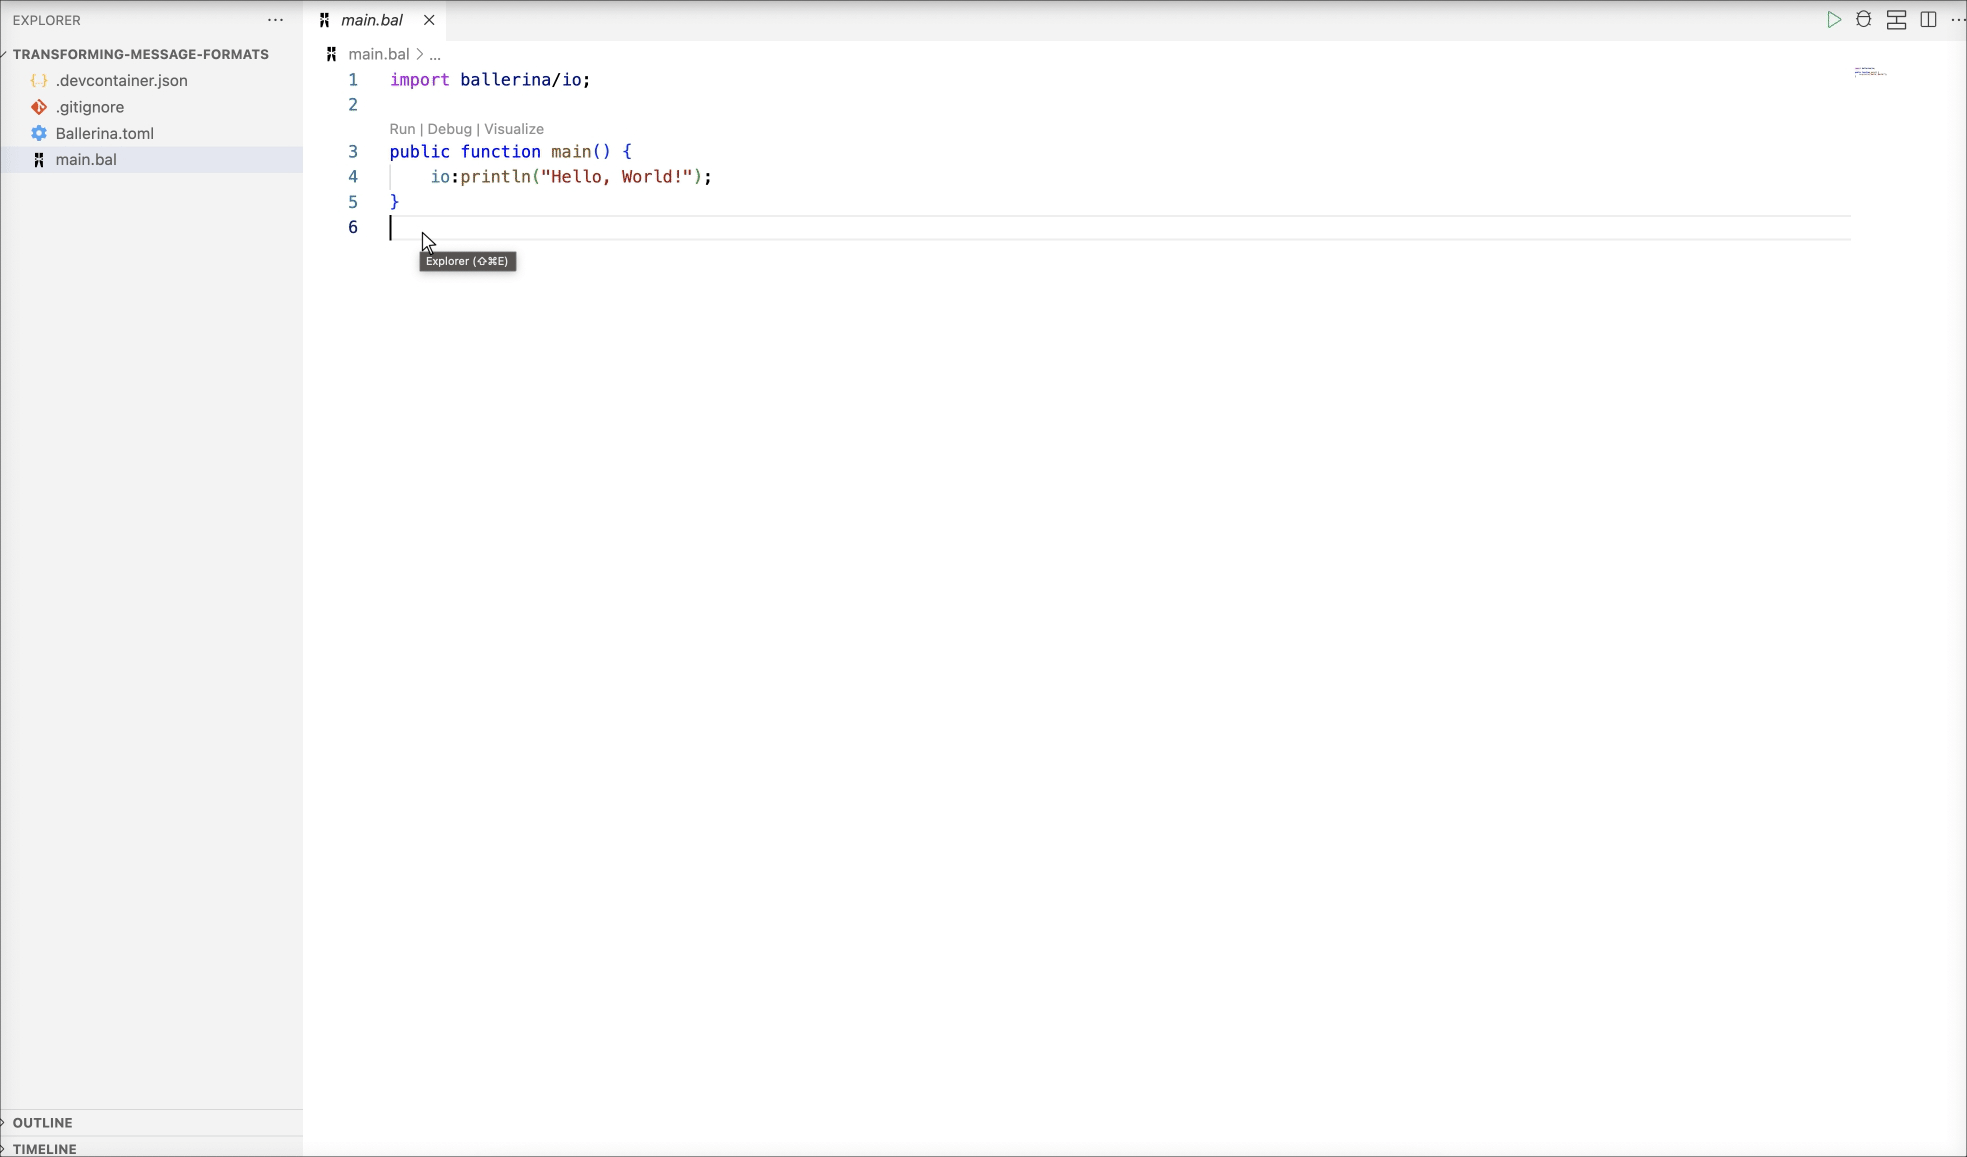 EXPLORER
TRANSFORMING-MESSAGE-FORMATS
.devcontainer.json
.gitignore
Ballerina.toml
main.bal
OUTLINE
TIMELINE
main.bal
main.bal > ...
1 import ballerina/io;
2
Run | Debug | Visualize
3 public function main() {
4 io:println("Hello, World!");
5 }
6
Explorer (⇧⌘E)